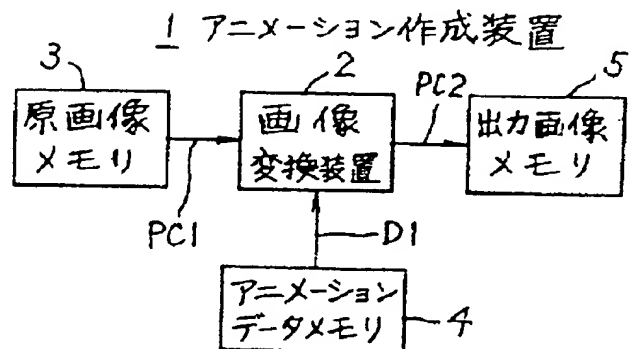 1 アニメーション作成装置
3
2
5
原画像
メモリ
PC1
画像
変換装置
PC2
出力画像
メモリ
D1
アニメーション
データメモリ
4